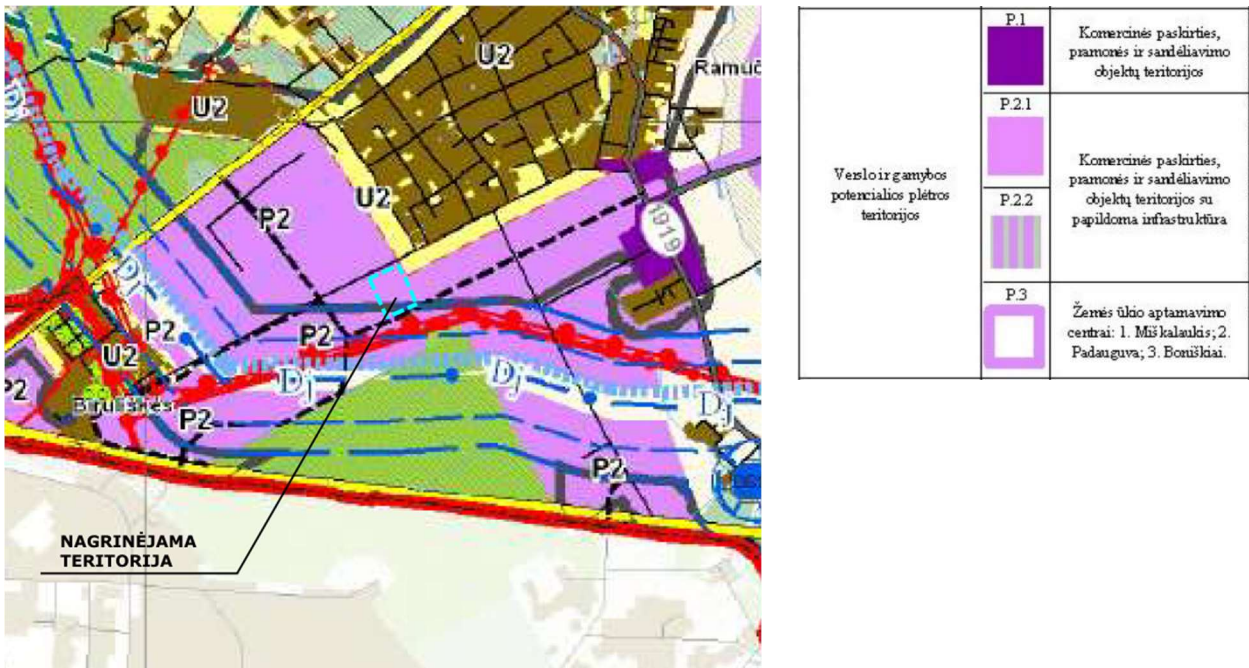 U2
Ramuč
U2
Dj
U2
P2
1919
Dj
P2
P2
U2
Dj
Dj
Dj
P2
Biruliškės
P2
P2
NAGRINĖJAMA
TERITORIJA
Verslo ir gamybos
potencialios plėtros
teritorijos
P.1
Komercinės paskirties,
pramonės ir sandėliavimo
objektų teritorijos
P.2.1
P.2.2
Komercinės paskirties,
pramonės ir sandėliavimo
objektų teritorijos su
papildoma infrastruktūra
P.3
Žemės ūkio aptarnavimo
centrai: 1. Miškalaukis; 2.
Padauguva; 3. Boniškiai.